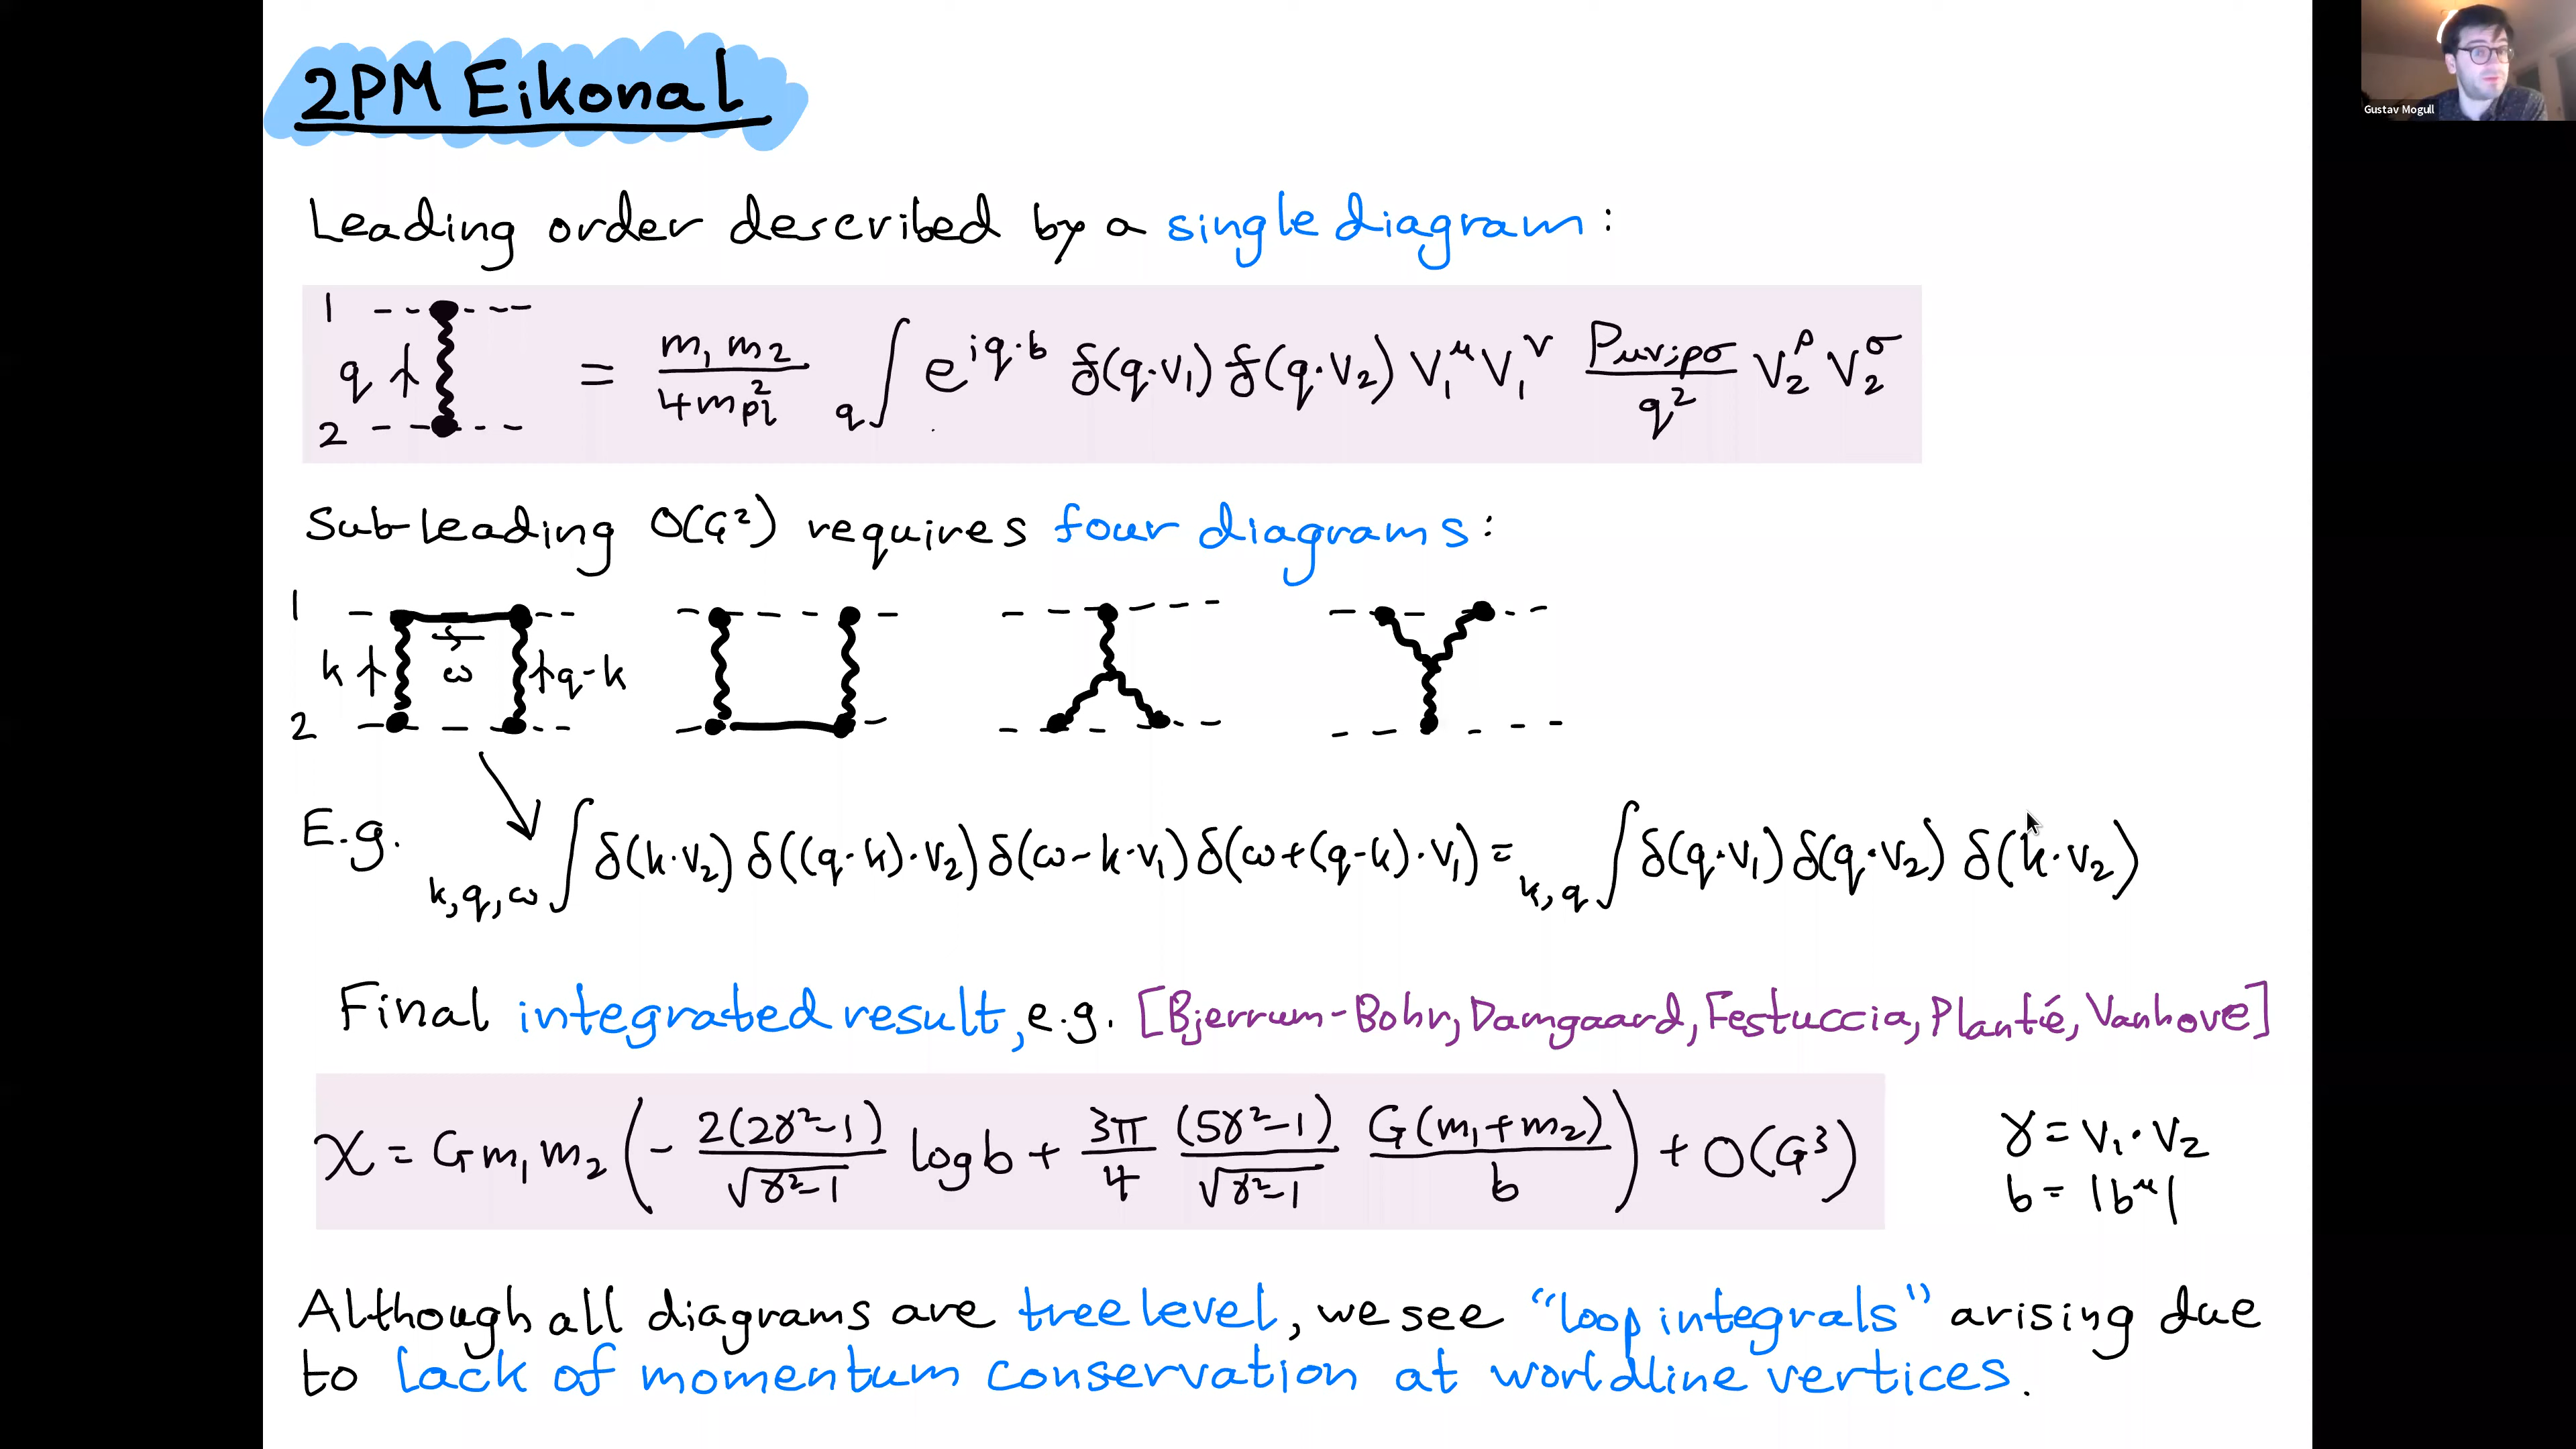 2PM Eikonal
Gustav Mogull
Leading order described by a single diagram:
1
q
2
= m₁m₂/4m_pl² ∫_q e^{iq·b} δ(q·v₁) δ(q·v₂) v₁^μ v₁^ν P_{μν;ρσ}/q² v₂^ρ v₂^σ
Sub-leading O(G²) requires four diagrams:
1
k ω q-k
2
E.g. ∫_{k,q,ω} δ(k·v₂) δ((q-k)·v₂) δ(ω-k·v₁) δ(ω+(q-k)·v₁) = ∫_{k,q} δ(q·v₁) δ(q·v₂) δ(k·v₂)
Final integrated result, e.g. [Bjerrum-Bohr, Damgaard, Festuccia, Planté, Vanhove]
χ = Gm₁m₂ (- 2(2γ²-1)/√(γ²-1) log b + 3π/4 (5γ²-1)/√(γ²-1) G(m₁+m₂)/b) + O(G³)
γ = v₁·v₂
b = |b^μ|
Although all diagrams are tree level, we see "loop integrals" arising due
to lack of momentum conservation at worldline vertices.